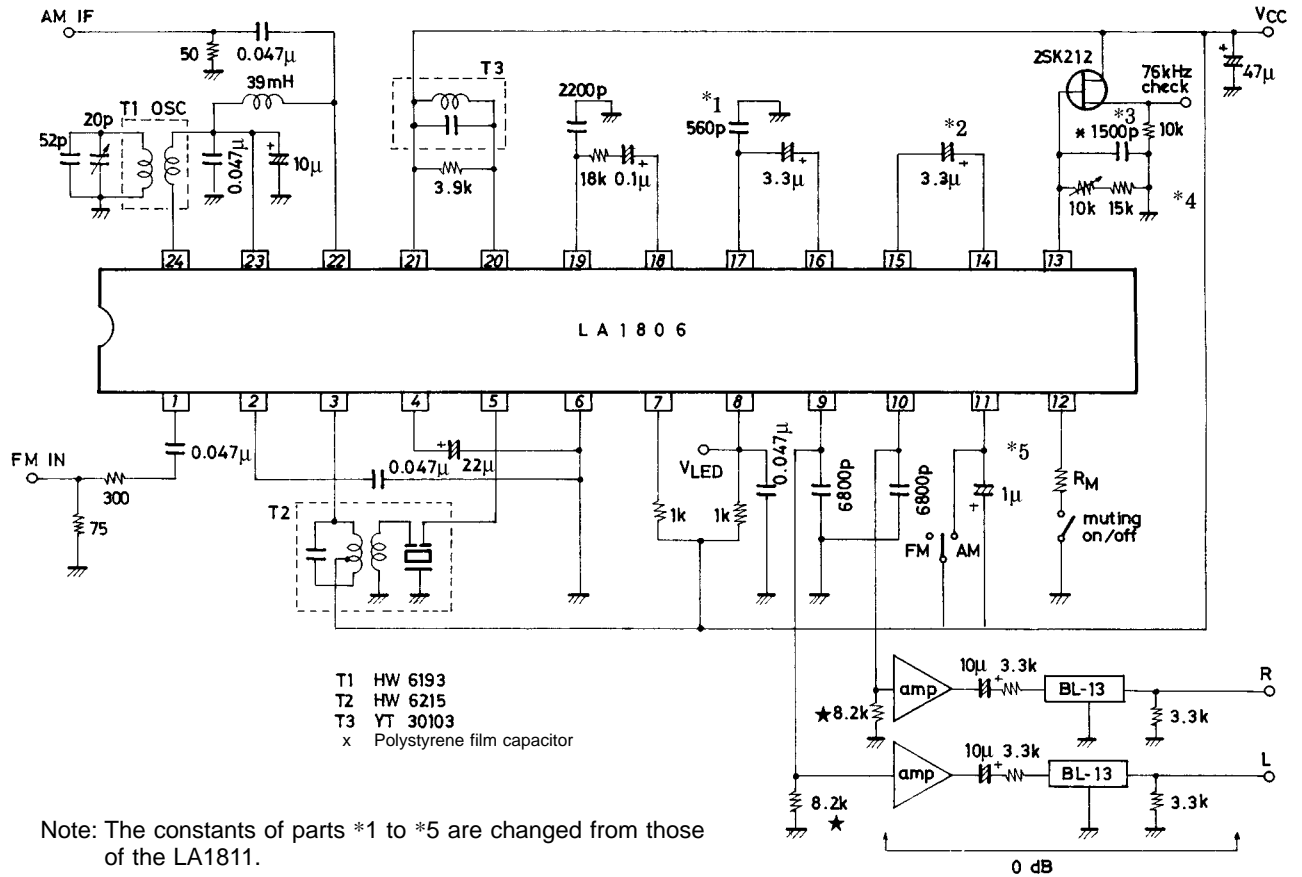 AM IF
VCC
50
0.047μ
39mH
T1 OSC
52p
20p
0.047μ
+
10μ
T3
3.9k
2200p
18k
0.1μ
+
*1
560p
3.3μ
+
*2
3.3μ
+
2SK212
76kHz
check
*3
* 1500p
10k
10k
15k
*4
+
47μ
24
23
22
21
20
19
18
17
16
15
14
13
LA1806
1
2
3
4
5
6
7
8
9
10
11
12
FM IN
300
75
0.047μ
0.047μ
+
22μ
T2
VLED
1k
1k
0.047μ
6800p
6800p
*5
+
1μ
FM
AM
RM
muting
on/off
T1 HW 6193
T2 HW 6215
T3 YT 30103
x Polystyrene film capacitor
★8.2k
amp
10μ
+
3.3k
BL-13
3.3k
R
8.2k
★
amp
10μ
+
3.3k
BL-13
3.3k
L
0 dB
Note: The constants of parts *1 to *5 are changed from those
of the LA1811.